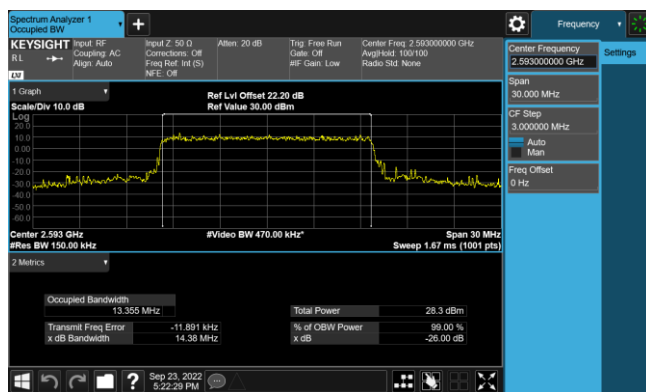 Spectrum Analyzer 1
Occupied BW
Frequency
KEYSIGHT
R L
LXI
Input: RF
Coupling: AC
Align: Auto
Input Z: 50 Ω
Corrections: Off
Freq Ref: Int (S)
NFE: Off
Atten: 20 dB
Trig: Free Run
Gate: Off
#IF Gain: Low
Center Freq: 2.593000000 GHz
Avg|Hold: 100/100
Radio Std: None
Center Frequency
2.593000000 GHz
Settings
Span
30.000 MHz
CF Step
3.000000 MHz
Auto
Man
Freq Offset
0 Hz
1 Graph
Scale/Div 10.0 dB
Ref Lvl Offset 22.20 dB
Ref Value 30.00 dBm
Log
20.0
10.0
0.00
-10.0
-20.0
-30.0
-40.0
-50.0
-60.0
Center 2.593 GHz
#Res BW 150.00 kHz
#Video BW 470.00 kHz*
Span 30 MHz
Sweep 1.67 ms (1001 pts)
2 Metrics
Occupied Bandwidth
13.355 MHz
Total Power 28.3 dBm
Transmit Freq Error -11.891 kHz
% of OBW Power 99.00 %
x dB Bandwidth 14.38 MHz
x dB -26.00 dB
?
Sep 23, 2022
5:22:29 PM